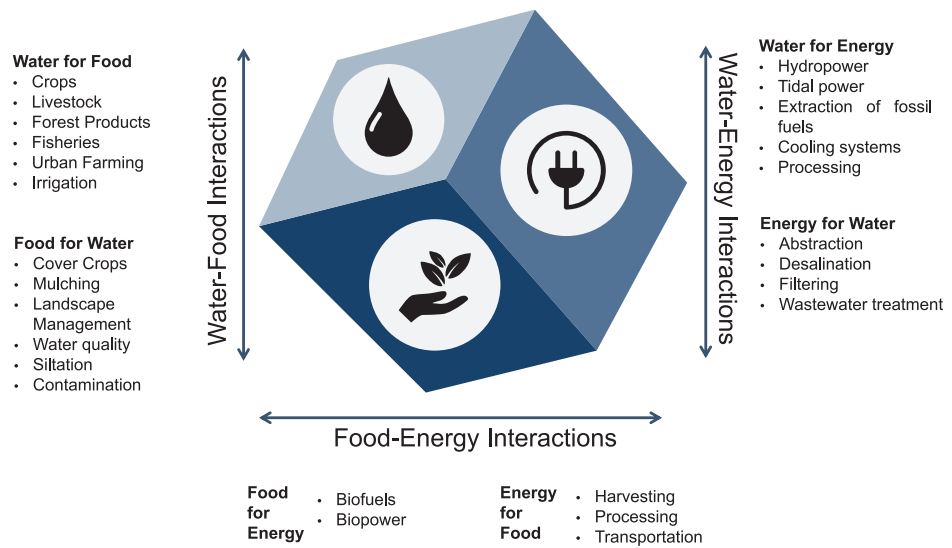 Water for Food
• Crops
• Livestock
• Forest Products
• Fisheries
• Urban Farming
• Irrigation
Food for Water
• Cover Crops
• Mulching
• Landscape
Management
• Water quality
• Siltation
• Contamination
Water-Food Interactions
Water-Energy Interactions
Water for Energy
• Hydropower
• Tidal power
• Extraction of fossil
fuels
• Cooling systems
• Processing
Energy for Water
• Abstraction
• Desalination
• Filtering
• Wastewater treatment
Food-Energy Interactions
Food
for
Energy
• Biofuels
• Biopower
Energy
for
Food
• Harvesting
• Processing
• Transportation